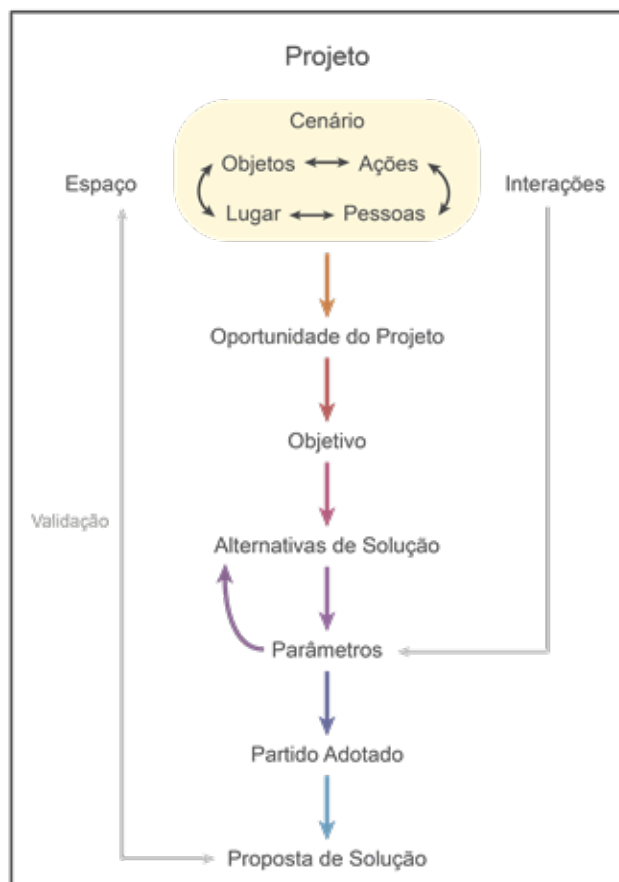 Projeto
Cenário
Objetos
Ações
Espaço
Interações
Lugar
Pessoas
Oportunidade do Projeto
Objetivo
Validação
Alternativas de Solução
Parâmetros
Partido Adotado
Proposta de Solução